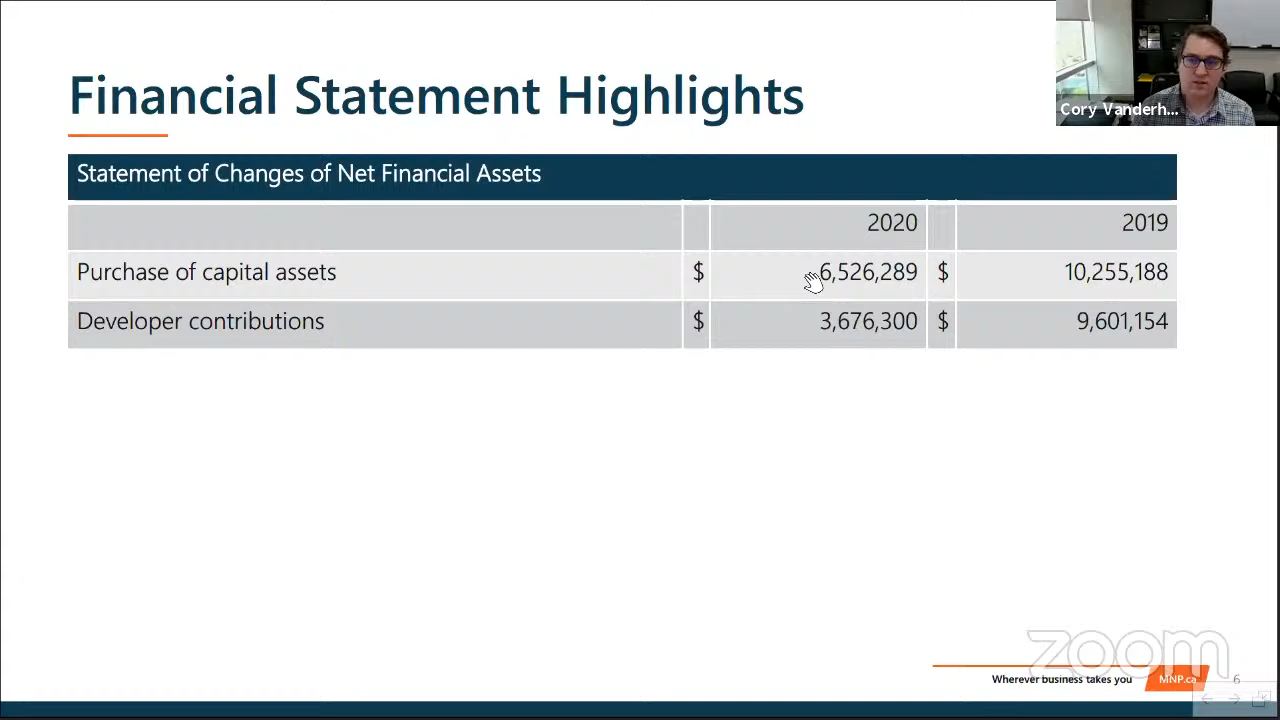 Financial Statement Highlights
Cory Vanderh...
Statement of Changes of Net Financial Assets
2020 2019
Purchase of capital assets $ 6,526,289 $ 10,255,188
Developer contributions $ 3,676,300 $ 9,601,154
zoom
Wherever business takes you MNP.ca 6